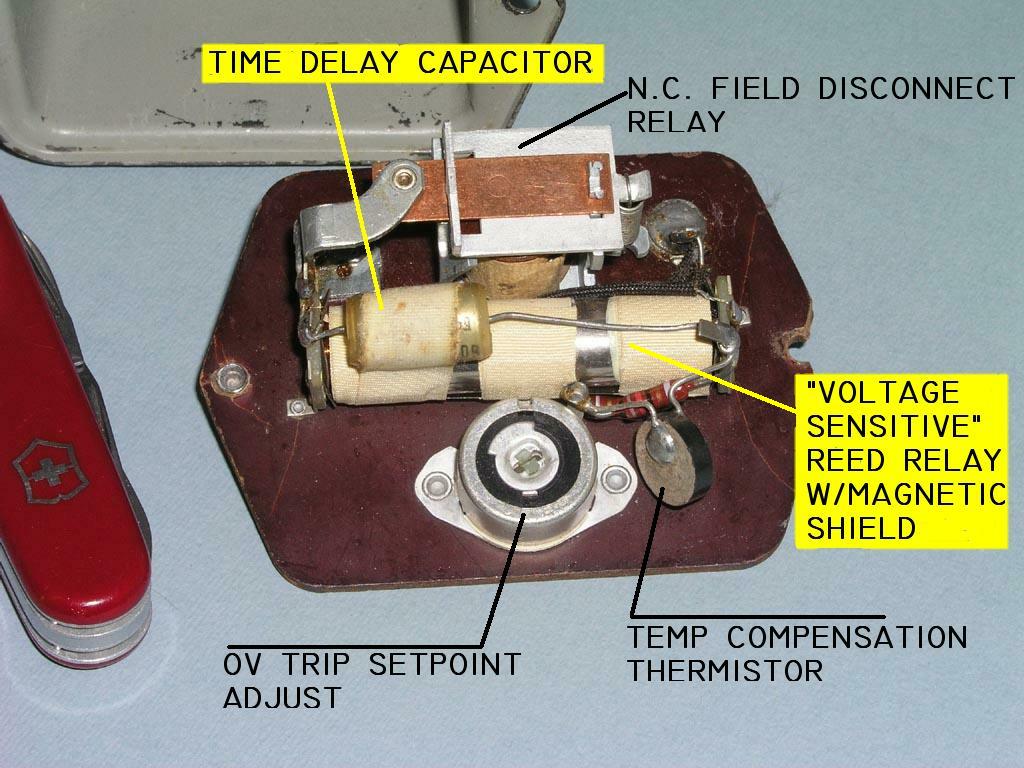 TIME DELAY CAPACITOR
N.C. FIELD DISCONNECT
RELAY
"VOLTAGE
SENSITIVE"
REED RELAY
W/MAGNETIC
SHIELD
OV TRIP SETPOINT
ADJUST
TEMP COMPENSATION
THERMISTOR